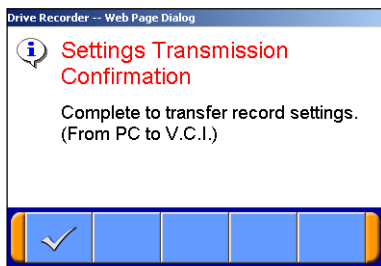 Drive Recorder -- Web Page Dialog
Settings Transmission
Confirmation
Complete to transfer record settings.
(From PC to V.C.I.)